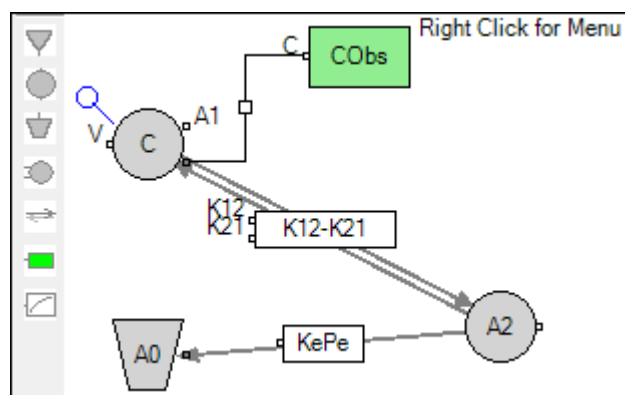 Right Click for Menu
C
CObs
A1
V
C
K12
K21
K12-K21
A2
KePe
A0